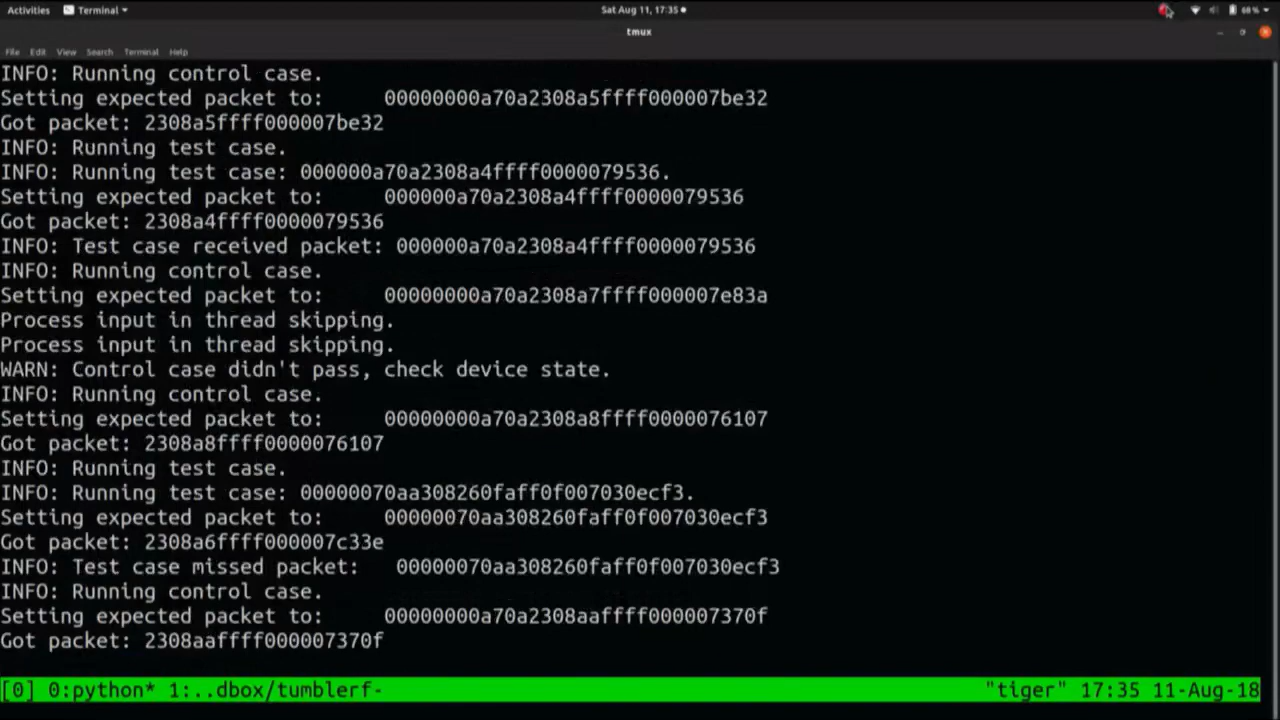 Activities Terminal Sat Aug 11, 17:35 68 %
tmux
File Edit View Search Terminal Help
INFO: Running control case.
Setting expected packet to: 00000000a70a2308a5ffff000007be32
Got packet: 2308a5ffff000007be32
INFO: Running test case.
INFO: Running test case: 000000a70a2308a4ffff0000079536.
Setting expected packet to: 000000a70a2308a4ffff0000079536
Got packet: 2308a4ffff0000079536
INFO: Test case received packet: 000000a70a2308a4ffff0000079536
INFO: Running control case.
Setting expected packet to: 00000000a70a2308a7ffff000007e83a
Process input in thread skipping.
Process input in thread skipping.
WARN: Control case didn't pass, check device state.
INFO: Running control case.
Setting expected packet to: 00000000a70a2308a8ffff0000076107
Got packet: 2308a8ffff0000076107
INFO: Running test case.
INFO: Running test case: 00000070aa308260faff0f007030ecf3.
Setting expected packet to: 00000070aa308260faff0f007030ecf3
Got packet: 2308a6ffff000007c33e
INFO: Test case missed packet: 00000070aa308260faff0f007030ecf3
INFO: Running control case.
Setting expected packet to: 00000000a70a2308aaffff000007370f
Got packet: 2308aaffff000007370f
[0] 0:python* 1:..dbox/tumblerf- "tiger" 17:35 11-Aug-18